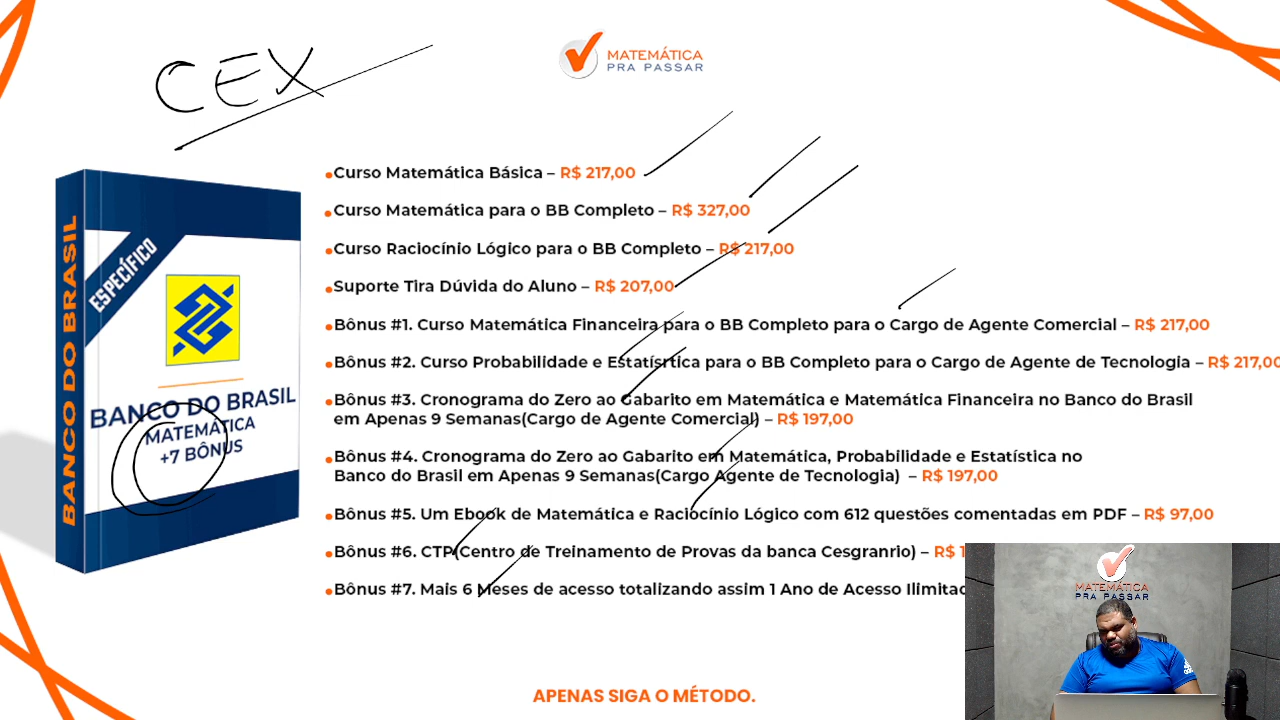 CEX
MATEMÁTICA
PRA PASSAR
Curso Matemática Básica – R$ 217,00
Curso Matemática para o BB Completo – R$ 327,00
Curso Raciocínio Lógico para o BB Completo – R$ 217,00
Suporte Tira Dúvida do Aluno – R$ 207,00
Bônus #1. Curso Matemática Financeira para o BB Completo para o Cargo de Agente Comercial – R$ 217,00
Bônus #2. Curso Probabilidade e Estatísrtica para o BB Completo para o Cargo de Agente de Tecnologia – R$ 217,00
Bônus #3. Cronograma do Zero ao Gabarito em Matemática e Matemática Financeira no Banco do Brasil
em Apenas 9 Semanas(Cargo de Agente Comercial) – R$ 197,00
Bônus #4. Cronograma do Zero ao Gabarito em Matemática, Probabilidade e Estatística no
Banco do Brasil em Apenas 9 Semanas(Cargo Agente de Tecnologia) – R$ 197,00
Bônus #5. Um Ebook de Matemática e Raciocínio Lógico com 612 questões comentadas em PDF – R$ 97,00
Bônus #6. CTP(Centro de Treinamento de Provas da banca Cesgranrio) – R$
Bônus #7. Mais 6 Meses de acesso totalizando assim 1 Ano de Acesso
BANCO DO BRASIL
ESPECÍFICO
BANCO DO BRASIL
MATEMÁTICA
+7 BÔNUS
MATEMÁTICA
PRA PASSAR
adidas
APENAS SIGA O MÉTODO.